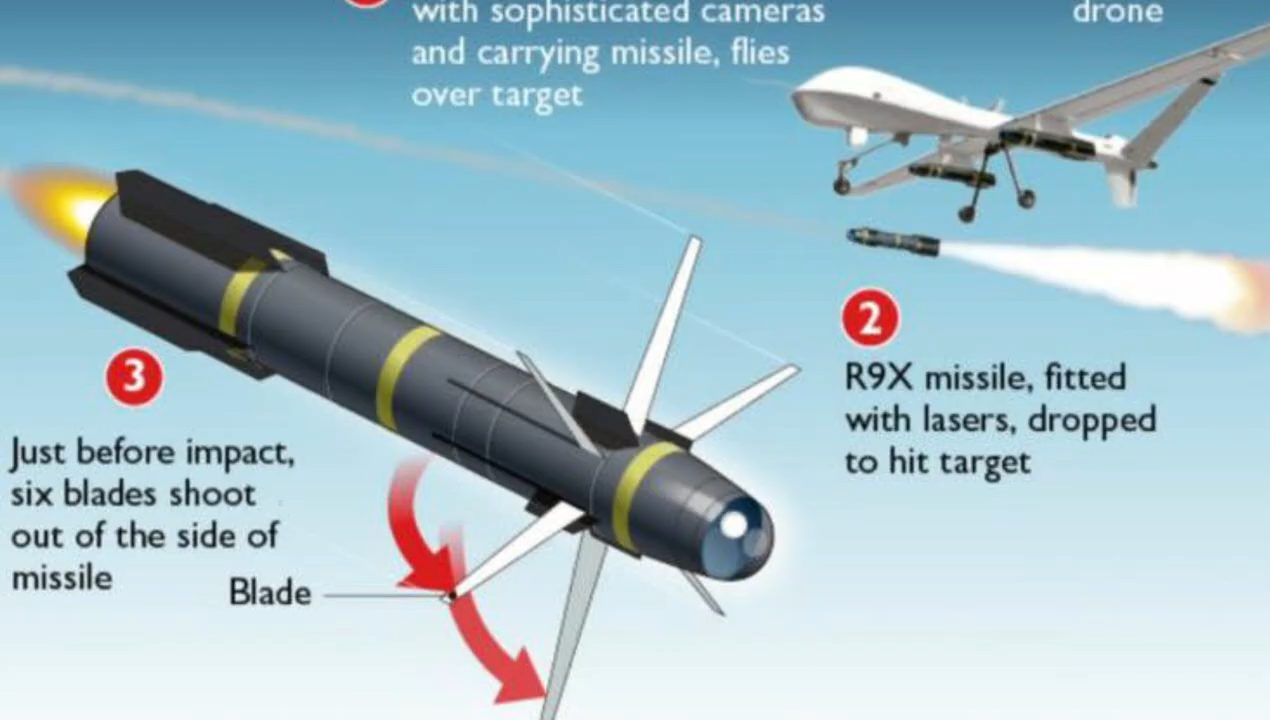 with sophisticated cameras
and carrying missile, flies
over target
drone
2
R9X missile, fitted
with lasers, dropped
to hit target
3
Just before impact,
six blades shoot
out of the side of
missile
Blade